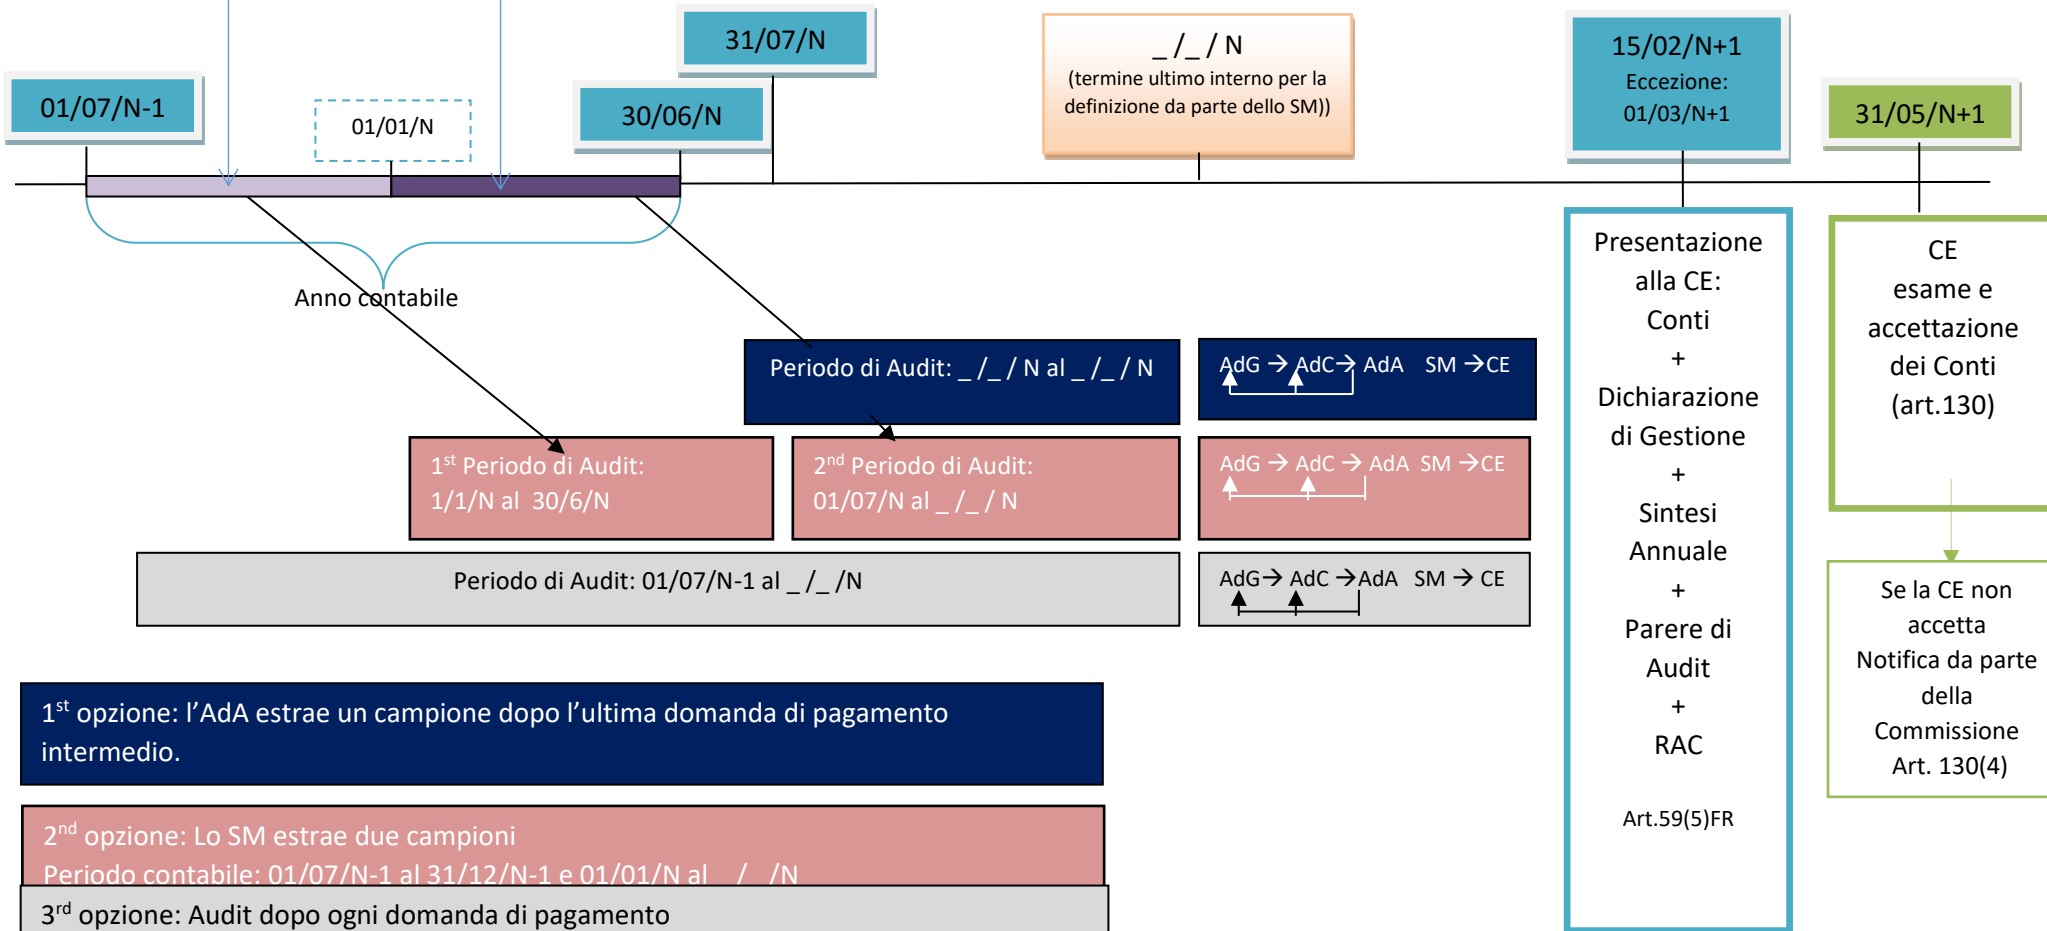 01/07/N-1
01/01/N
30/06/N
31/07/N
_ /_ / N
(termine ultimo interno per la
definizione da parte dello SM))
15/02/N+1
Eccezione:
01/03/N+1
31/05/N+1
Anno contabile
Periodo di Audit: _ /_ / N al _ /_ / N
AdG → AdC → AdA SM → CE
1st Periodo di Audit:
1/1/N al 30/6/N
2nd Periodo di Audit:
01/07/N al _ /_ / N
AdG → AdC → AdA SM → CE
Periodo di Audit: 01/07/N-1 al _ /_ /N
AdG → AdC → AdA SM → CE
Presentazione
alla CE:
Conti
+
Dichiarazione
di Gestione
+
Sintesi
Annuale
+
Parere di
Audit
+
RAC
Art.59(5)FR
CE
esame e
accettazione
dei Conti
(art.130)
Se la CE non
accetta
Notifica da parte
della
Commissione
Art. 130(4)
1st opzione: l’AdA estrae un campione dopo l’ultima domanda di pagamento
intermedio.
2nd opzione: Lo SM estrae due campioni
Periodo contabile: 01/07/N-1 al 31/12/N-1 e 01/01/N al _ /_ /N
3rd opzione: Audit dopo ogni domanda di pagamento